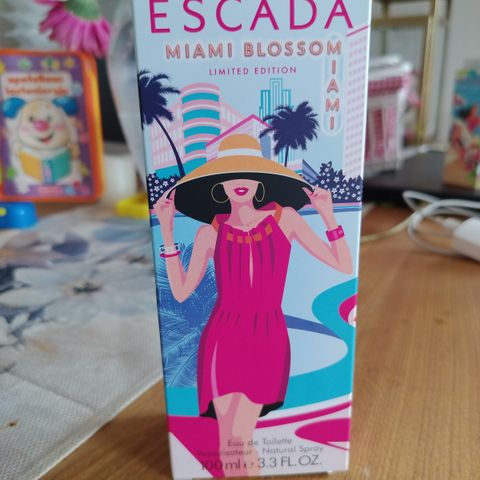 ESCADA
MIAMI BLOSSOM
MIAMI
LIMITED EDITION
Eau de Toilette
Vaporisateur - Natural Spray
100 ml e 3.3 FL. OZ.